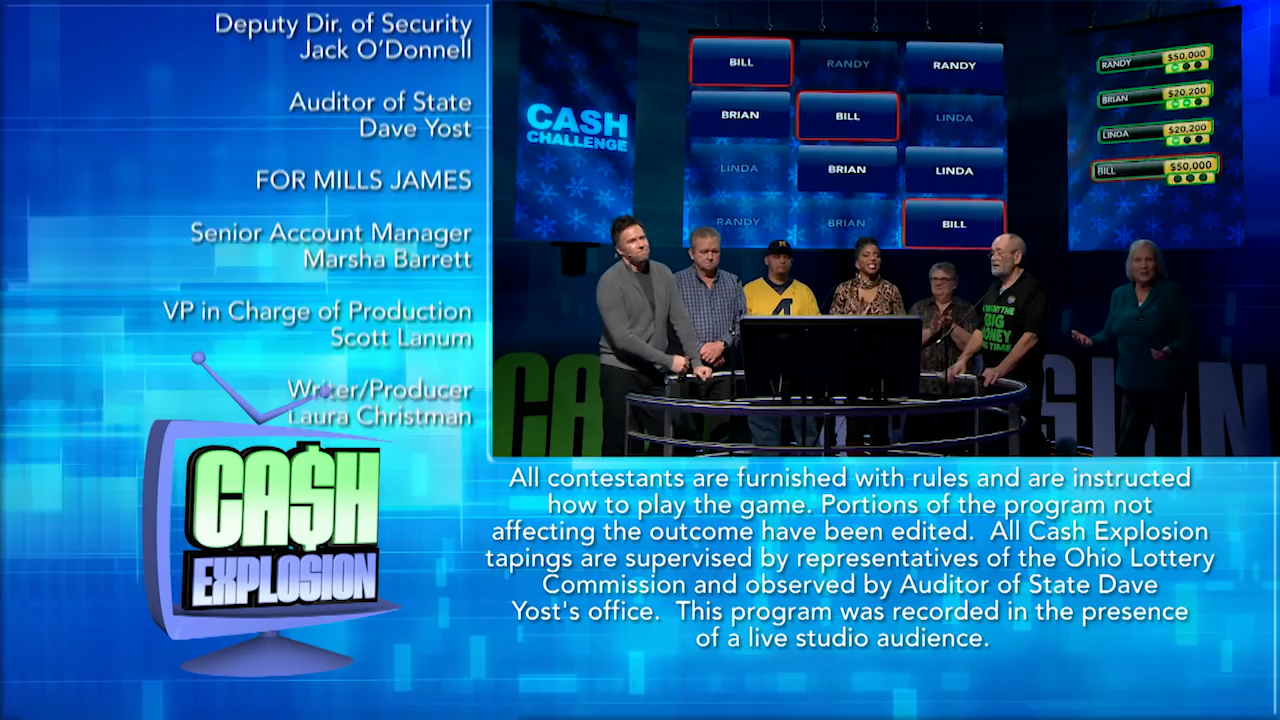 Deputy Dir. of Security
Jack O'Donnell
Auditor of State
Dave Yost
FOR MILLS JAMES
Senior Account Manager
Marsha Barrett
VP in Charge of Production
Scott Lanum
Writer/Producer
Laura Christman
CA$H
EXPLOSION
CASH
CHALLENGE
BILL
RANDY
RANDY
BRIAN
BILL
LINDA
LINDA
BRIAN
LINDA
RANDY
BRIAN
BILL
RANDY $50,000
BRIAN $20,200
LINDA $20,200
BILL $50,000
BIG
All contestants are furnished with rules and are instructed
how to play the game. Portions of the program not
affecting the outcome have been edited. All Cash Explosion
tapings are supervised by representatives of the Ohio Lottery
Commission and observed by Auditor of State Dave
Yost's office. This program was recorded in the presence
of a live studio audience.